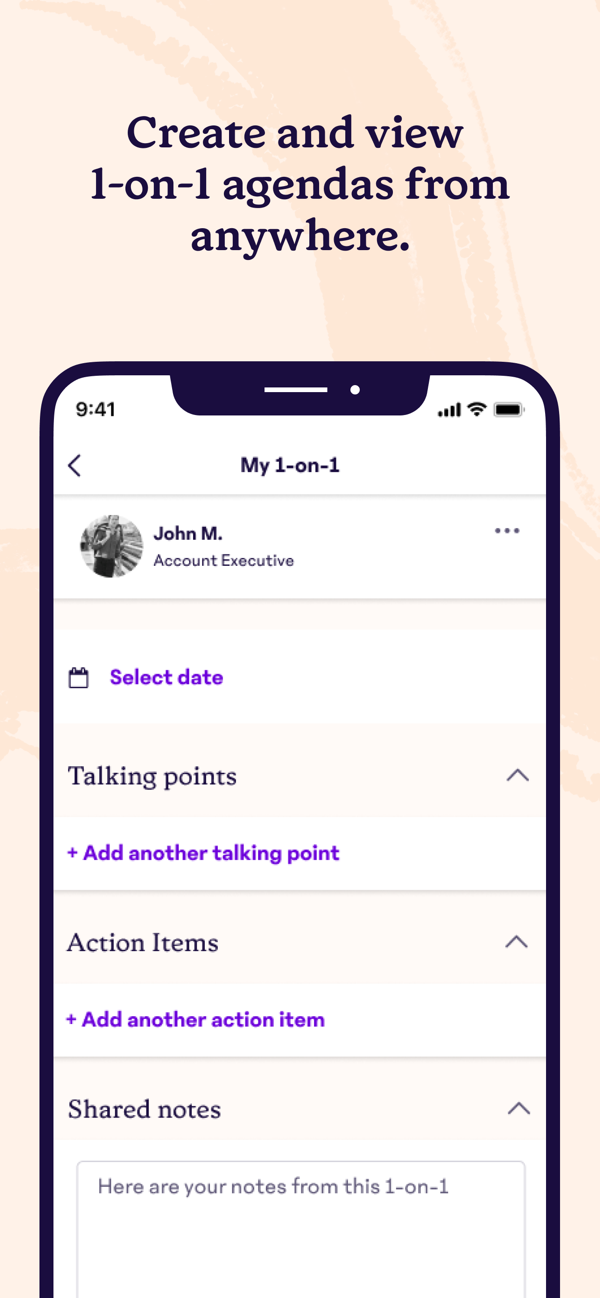 Create and view
1-on-1 agendas from
anywhere.
9:41
My 1-on-1
John M.
Account Executive
Select date
Talking points
+ Add another talking point
Action Items
+ Add another action item
Shared notes
Here are your notes from this 1-on-1